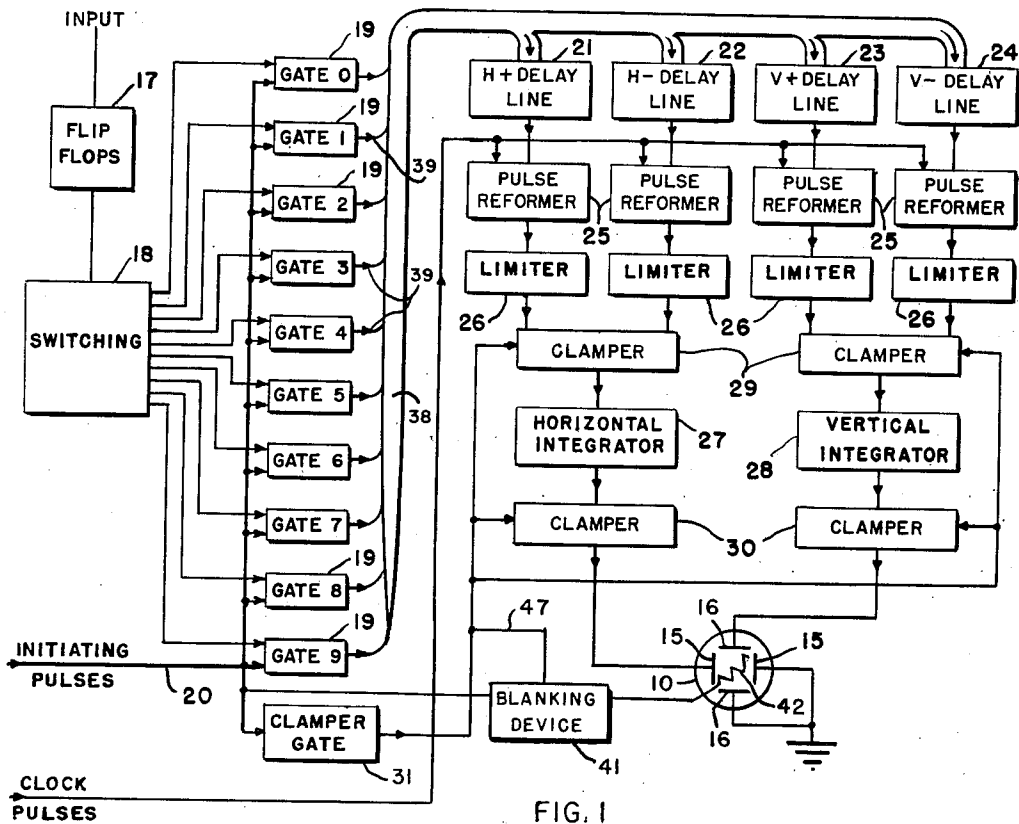 INPUT
17
FLIP
FLOPS
18
SWITCHING
19
GATE 0
19
GATE 1
39
19
GATE 2
GATE 3
39
GATE 4
GATE 5
38
GATE 6
GATE 7
19
GATE 8
19
GATE 9
INITIATING
PULSES
20
CLAMPER
GATE
31
CLOCK
PULSES
21
H+ DELAY
LINE
22
H- DELAY
LINE
23
V+ DELAY
LINE
24
V- DELAY
LINE
PULSE
REFORMER
25
PULSE
REFORMER
PULSE
REFORMER
25
PULSE
REFORMER
LIMITER
26
LIMITER
26
LIMITER
LIMITER
26
CLAMPER
29
CLAMPER
HORIZONTAL
INTEGRATOR
27
28
VERTICAL
INTEGRATOR
CLAMPER
30
CLAMPER
47
BLANKING
DEVICE
41
16
15
15
10
42
16
FIG. 1